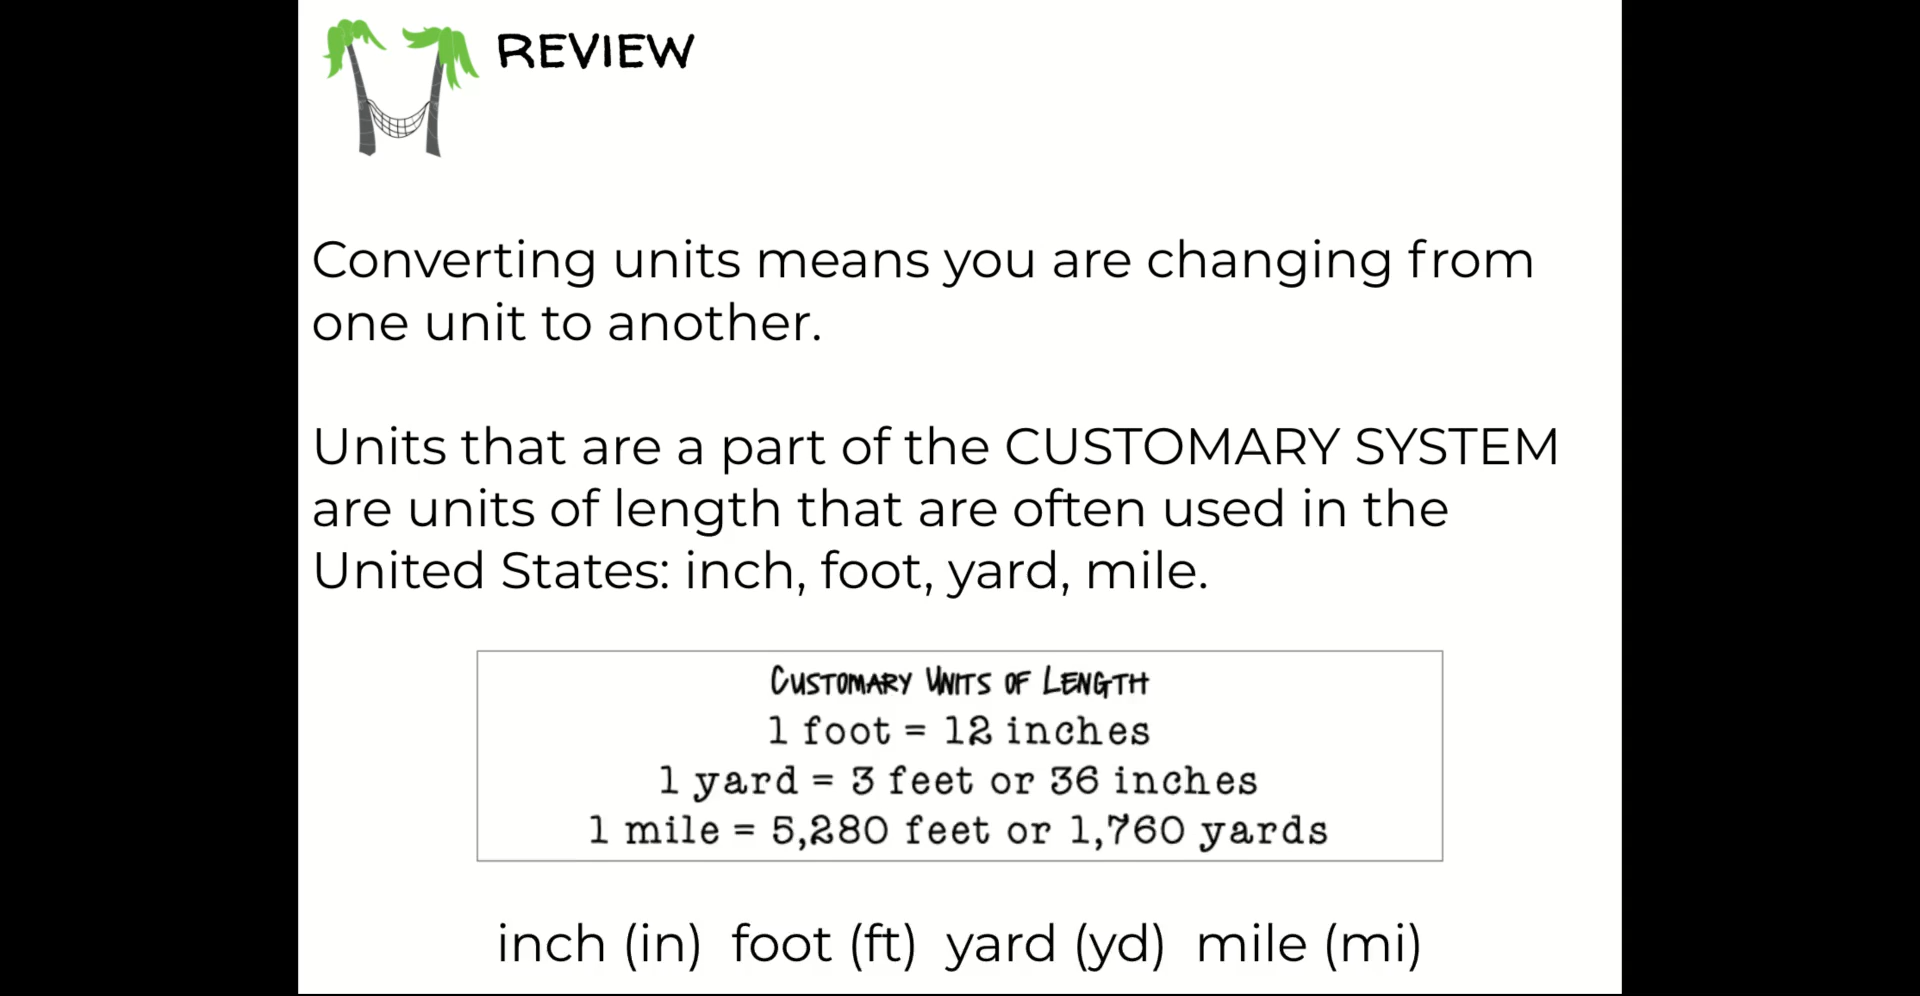 REVIEW
Converting units means you are changing from
one unit to another.
Units that are a part of the CUSTOMARY SYSTEM
are units of length that are often used in the
United States: inch, foot, yard, mile.
CUSTOMARY UNITS OF LENGTH
1 foot = 12 inches
1 yard = 3 feet or 36 inches
1 mile = 5,280 feet or 1,760 yards
inch (in) foot (ft) yard (yd) mile (mi)